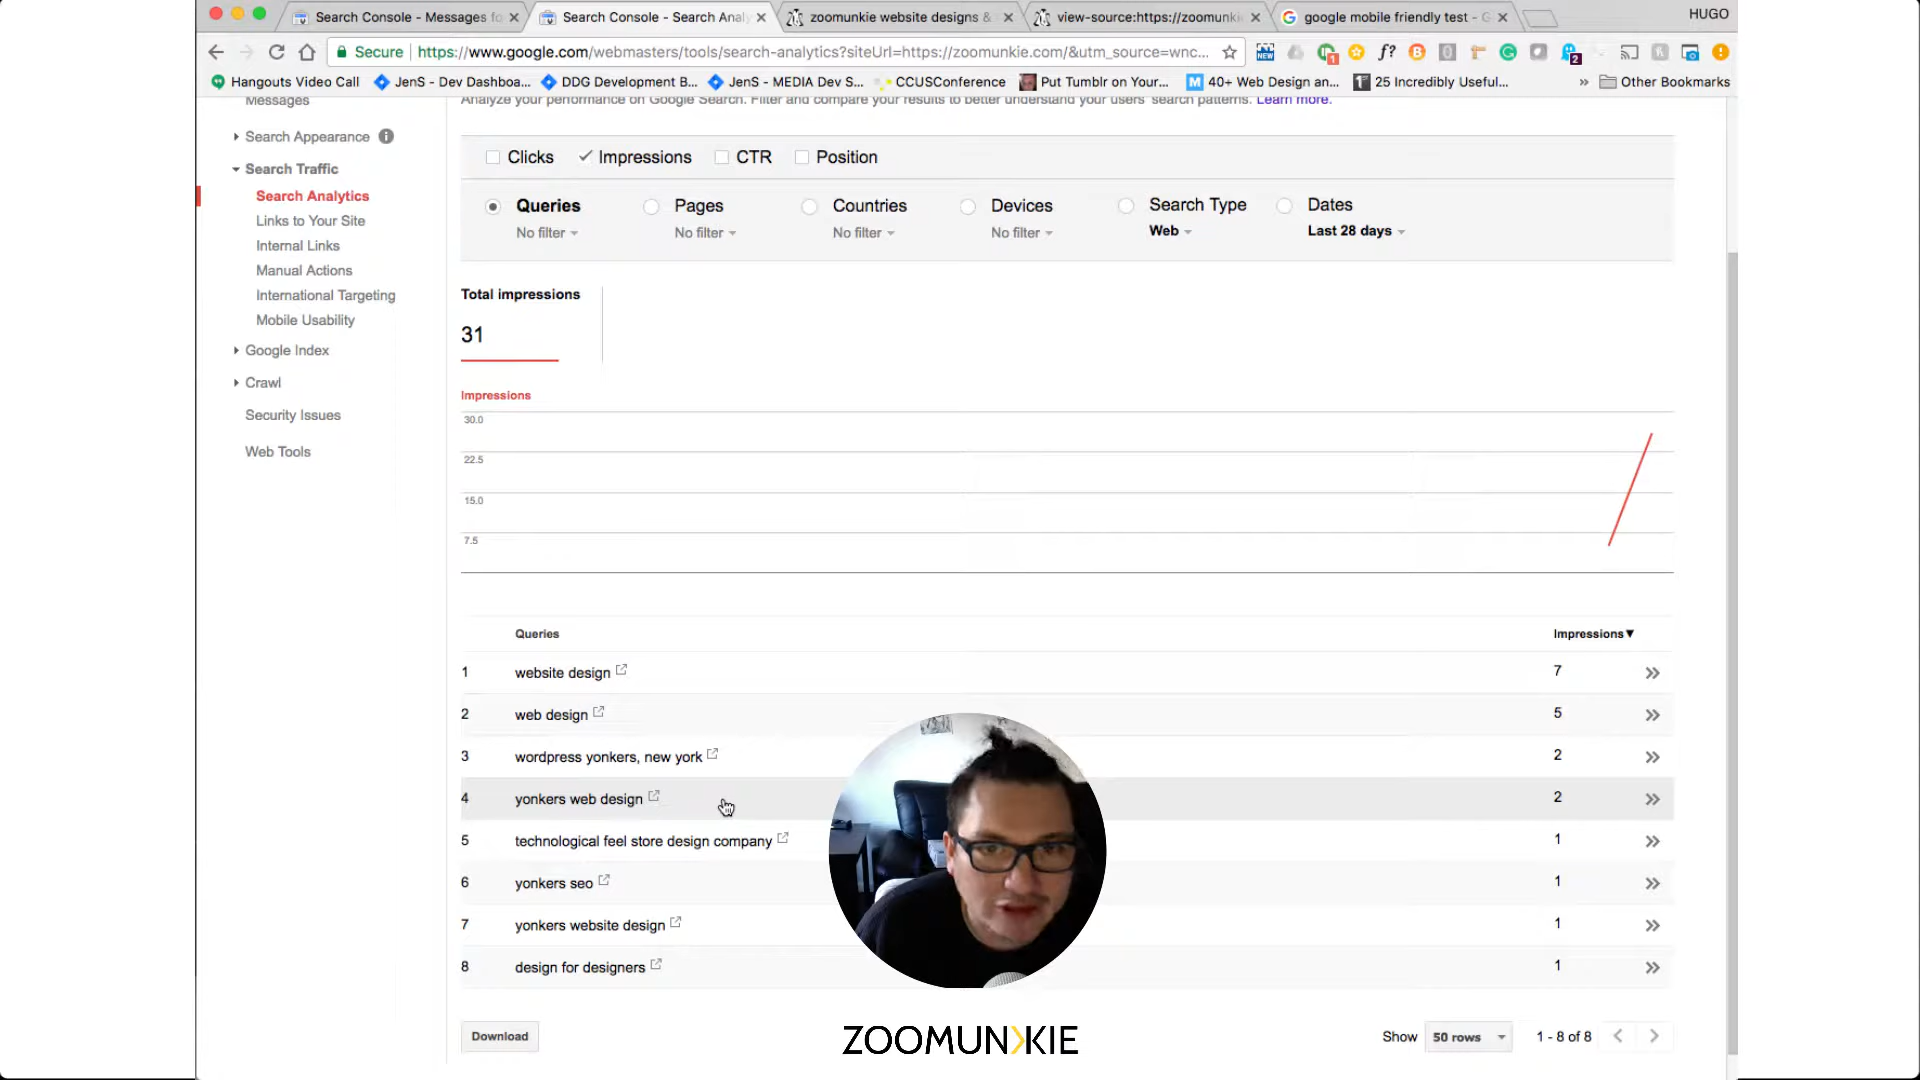 Search Console - Messages fo
Search Console - Search Anal
zoomunkie website designs &
view-source:https://zoomunki
google mobile friendly test - G
HUGO
Secure
https://www.google.com/webmasters/tools/search-analytics?siteUrl=https://zoomunkie.com/&utm_source=wnc...
NEW
1
f?
2
Hangouts Video Call
JenS - Dev Dashboa...
DDG Development B...
JenS - MEDIA Dev S...
CCUSConference
Put Tumblr on Your...
40+ Web Design an...
25 Incredibly Useful...
» Other Bookmarks
Messages
Analyze your performance on Google Search. Filter and compare your results to better understand your users' search patterns. Learn more.
Search Appearance
Search Traffic
Search Analytics
Links to Your Site
Internal Links
Manual Actions
International Targeting
Mobile Usability
Google Index
Crawl
Security Issues
Web Tools
Clicks
Impressions
CTR
Position
Queries
No filter
Pages
No filter
Countries
No filter
Devices
No filter
Search Type
Web
Dates
Last 28 days
Total impressions
31
Impressions
30.0
22.5
15.0
7.5
Queries Impressions▼
1 website design 7 »
2 web design 5 »
3 wordpress yonkers, new york 2 »
4 yonkers web design 2 »
5 technological feel store design company 1 »
6 yonkers seo 1 »
7 yonkers website design 1 »
8 design for designers 1 »
Download
ZOOMUNKIE
Show 50 rows 1 - 8 of 8